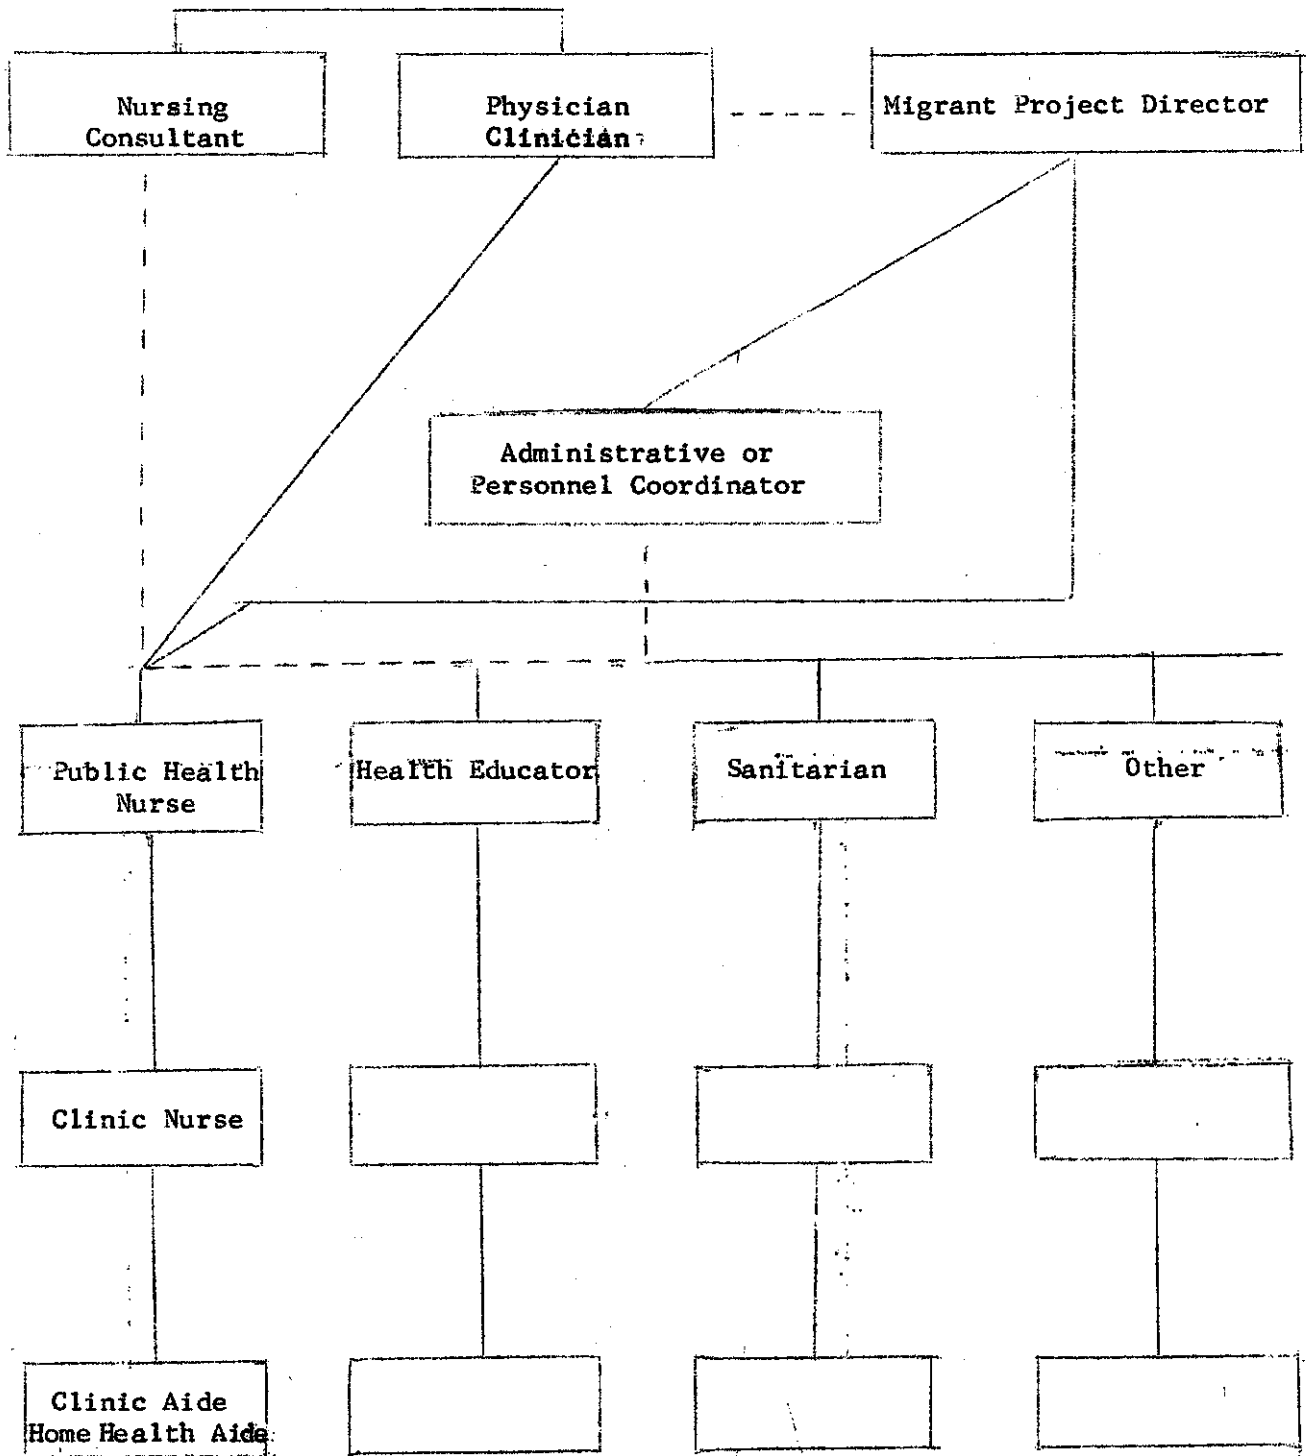 Nursing
Consultant
Physician
Clinician
Migrant Project Director
Administrative or
Personnel Coordinator
Public Health
Nurse
Health Educator
Sanitarian
Other
Clinic Nurse
Clinic Aide
Home Health Aide